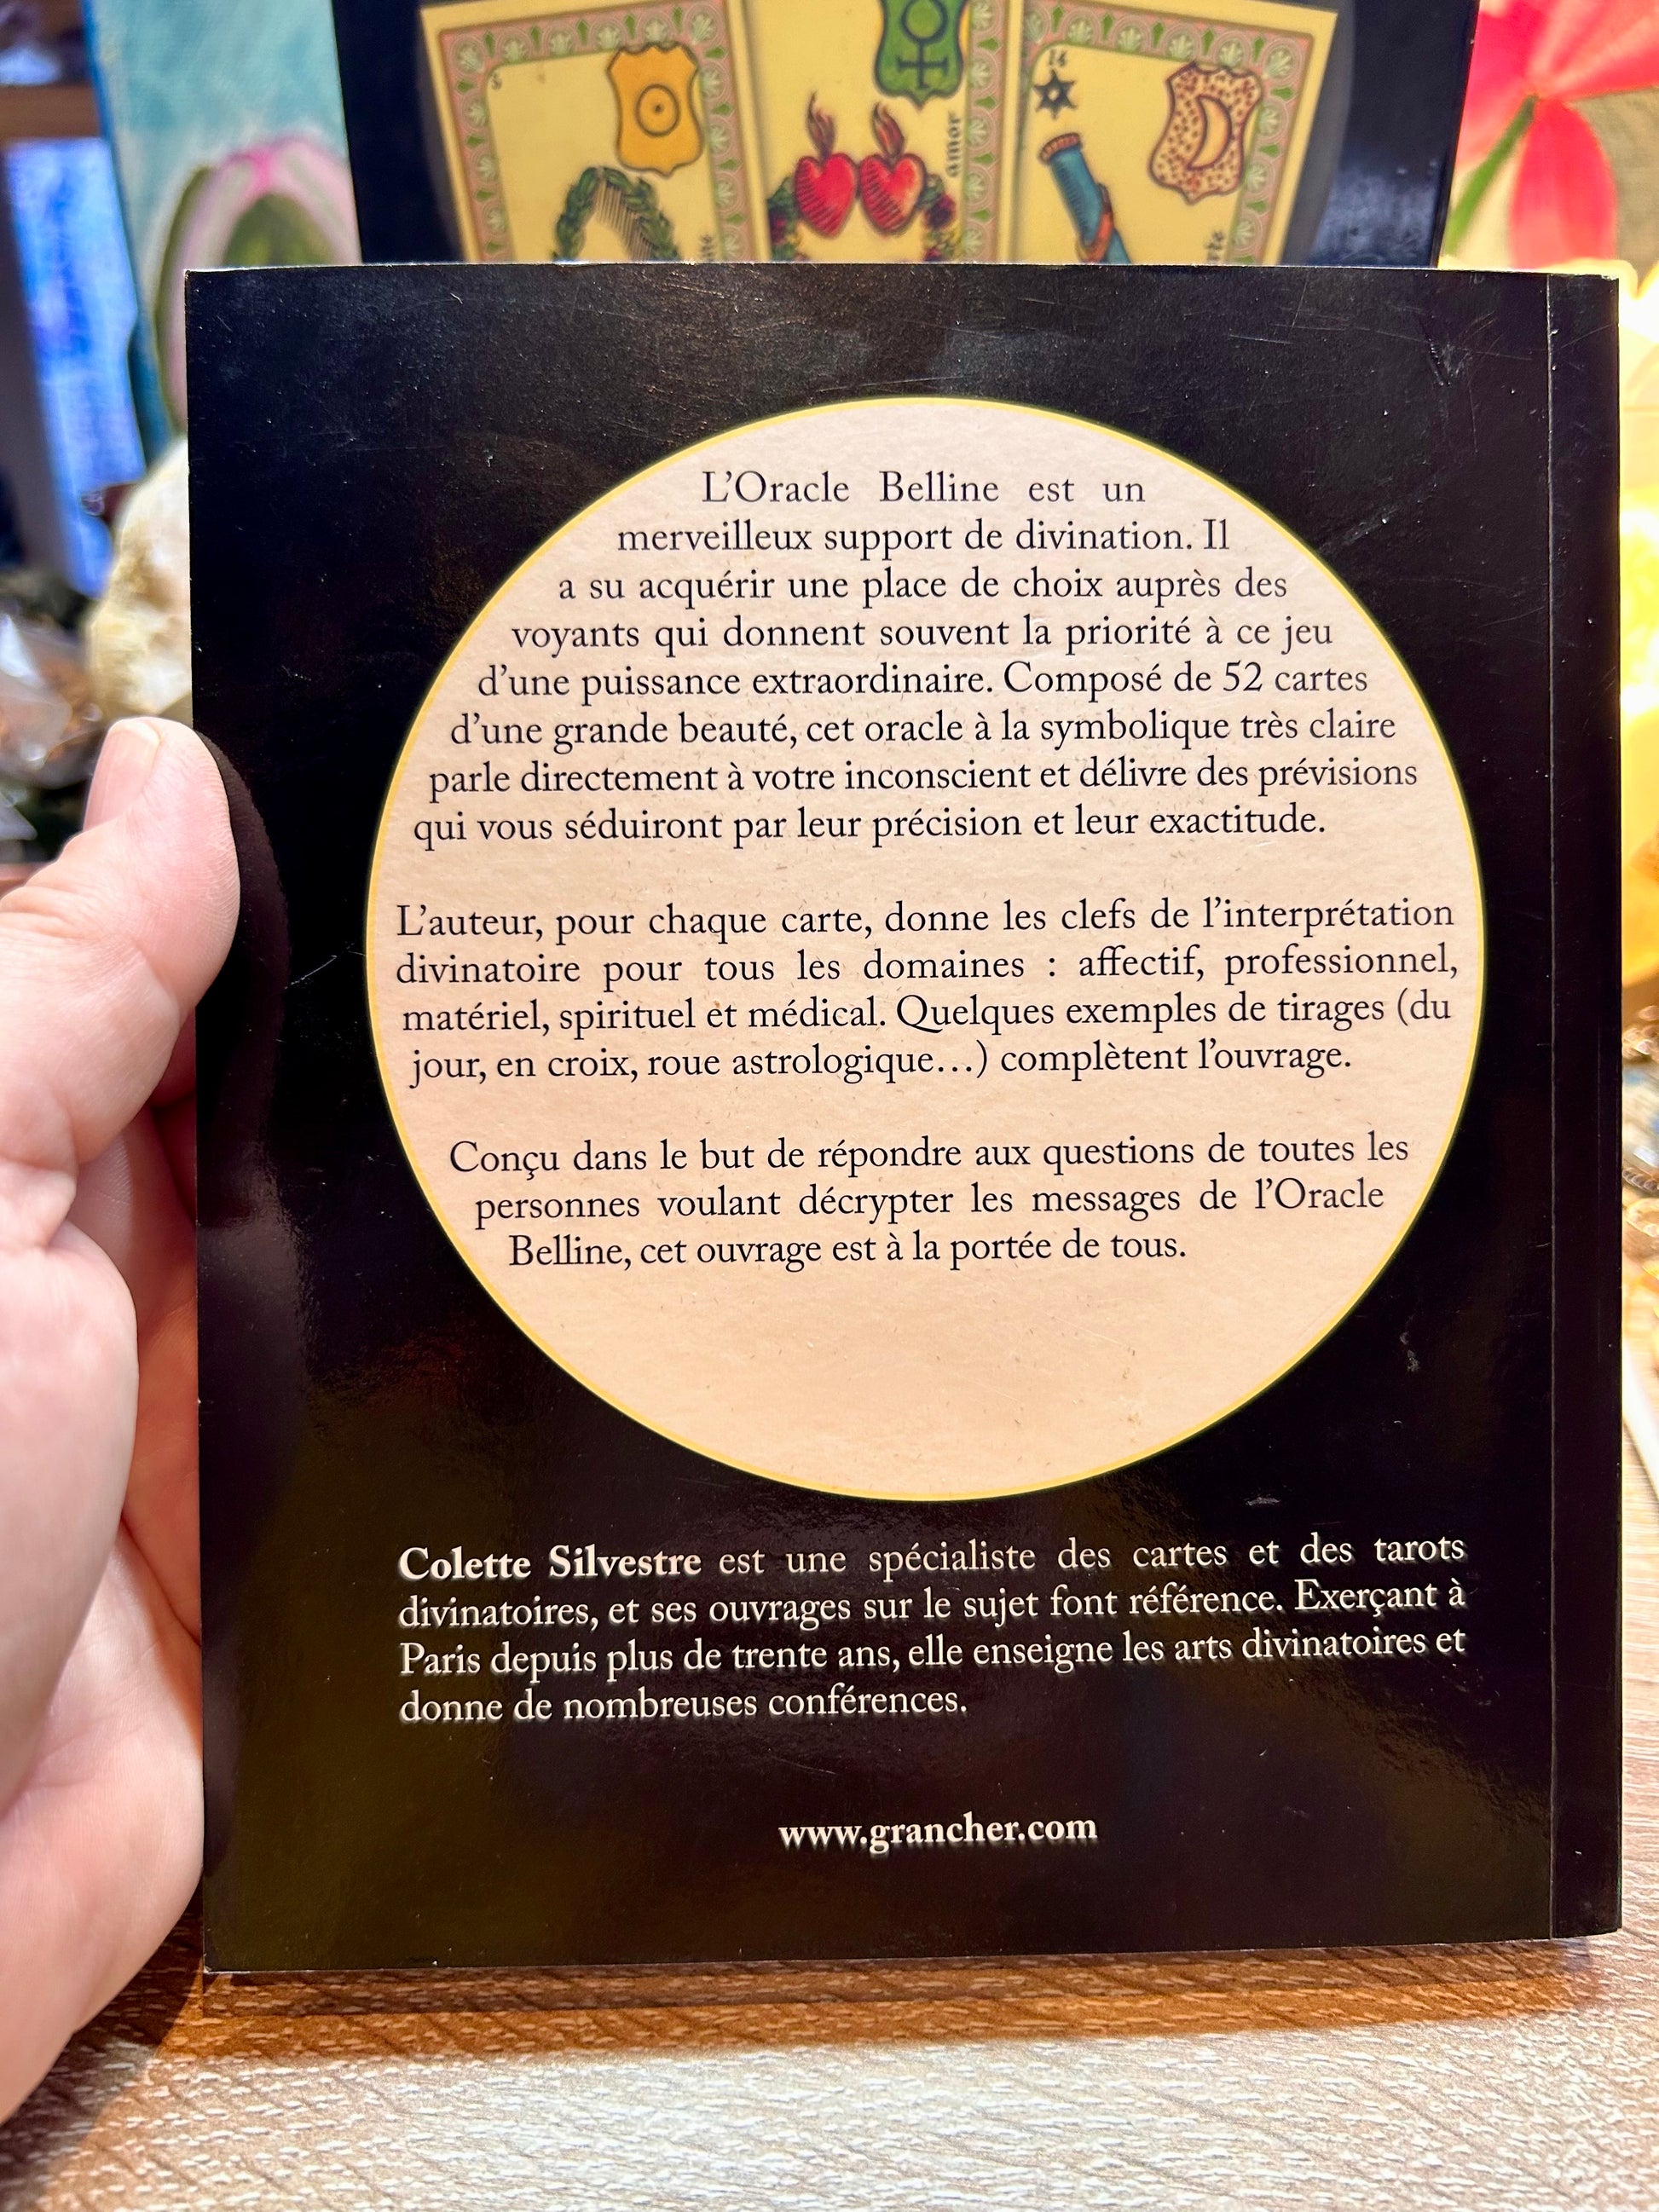 5
amor
14
L'Oracle Belline est un
merveilleux support de divination. Il
a su acquérir une place de choix auprès des
voyants qui donnent souvent la priorité à ce jeu
d'une puissance extraordinaire. Composé de 52 cartes
d'une grande beauté, cet oracle à la symbolique très claire
parle directement à votre inconscient et délivre des prévisions
qui vous séduiront par leur précision et leur exactitude.
L'auteur, pour chaque carte, donne les clefs de l'interprétation
divinatoire pour tous les domaines : affectif, professionnel,
matériel, spirituel et médical. Quelques exemples de tirages (du
jour, en croix, roue astrologique...) complètent l'ouvrage.
Conçu dans le but de répondre aux questions de toutes les
personnes voulant décrypter les messages de l'Oracle
Belline, cet ouvrage est à la portée de tous.
Colette Silvestre est une spécialiste des cartes et des tarots
divinatoires, et ses ouvrages sur le sujet font référence. Exerçant à
Paris depuis plus de trente ans, elle enseigne les arts divinatoires et
donne de nombreuses conférences.
www.grancher.com